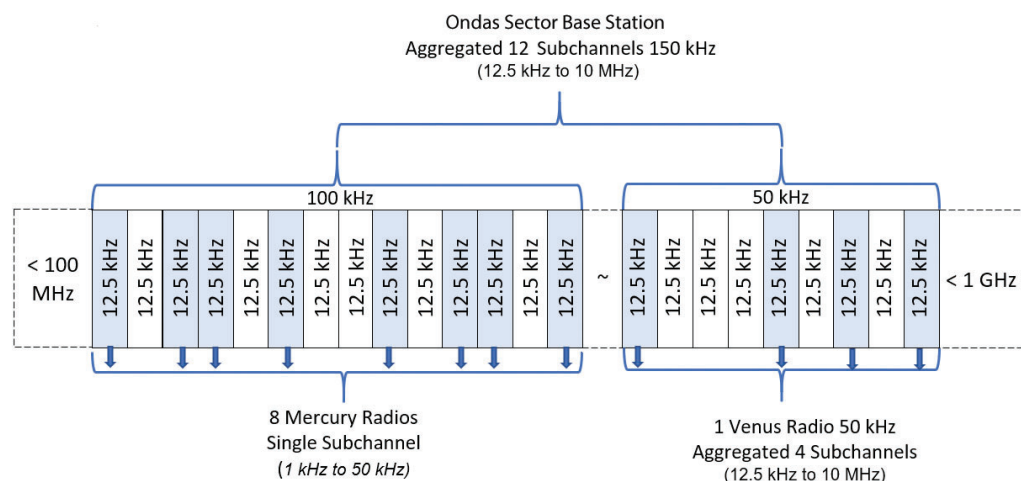 Ondas Sector Base Station
Aggregated 12 Subchannels 150 kHz
(12.5 kHz to 10 MHz)
100 kHz
50 kHz
< 100
MHz
12.5 kHz
12.5 kHz
12.5 kHz
12.5 kHz
12.5 kHz
12.5 kHz
12.5 kHz
12.5 kHz
12.5 kHz
12.5 kHz
12.5 kHz
12.5 kHz
12.5 kHz
12.5 kHz
~
12.5 kHz
12.5 kHz
12.5 kHz
12.5 kHz
12.5 kHz
12.5 kHz
12.5 kHz
12.5 kHz
12.5 kHz
< 1 GHz
8 Mercury Radios
Single Subchannel
(1 kHz to 50 kHz)
1 Venus Radio 50 kHz
Aggregated 4 Subchannels
(12.5 kHz to 10 MHz)